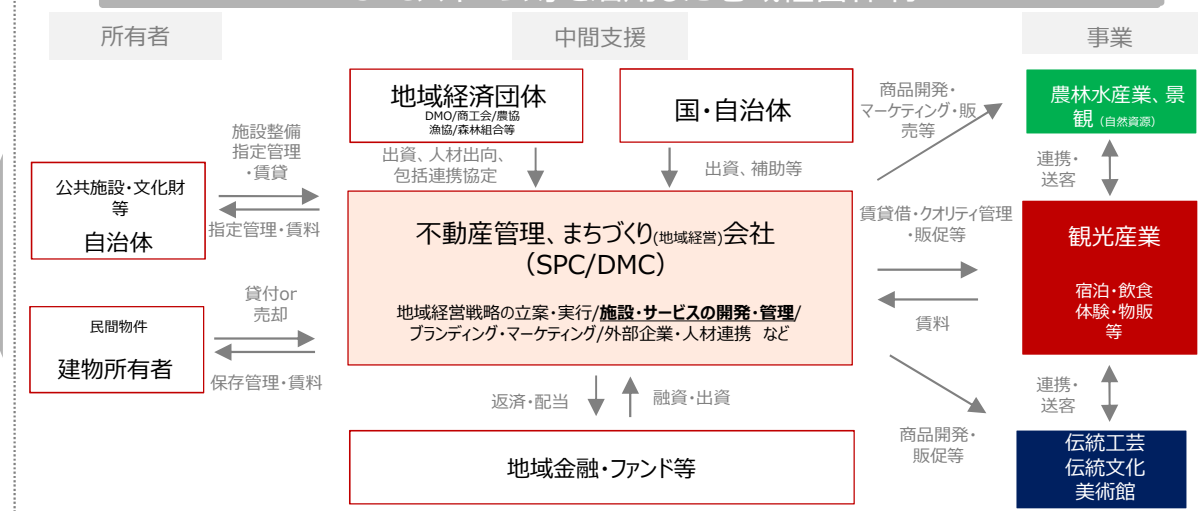 所有者
中間支援
事業
地域経済団体
DMO/商工会/農協
漁協/森林組合等
国・自治体
商品開発・
マーケティング・販
売等
農林水産業、景
観(自然資源)
施設整備
指定管理
・賃貸
出資、人材出向、
包括連携協定
出資、補助等
連携・
送客
公共施設・文化財
等
自治体
指定管理・賃料
不動産管理、まちづくり(地域経営)会社
(SPC/DMC)
地域経営戦略の立案・実行/施設・サービスの開発・管理/
ブランディング・マーケティング/外部企業・人材連携 など
賃貸借・クオリティ管理
・販促等
賃料
観光産業
宿泊・飲食
体験・物販
等
貸付or
売却
民間物件
建物所有者
保存管理・賃料
返済・配当
融資・出資
連携・
送客
商品開発・
販促等
地域金融・ファンド等
伝統工芸
伝統文化
美術館